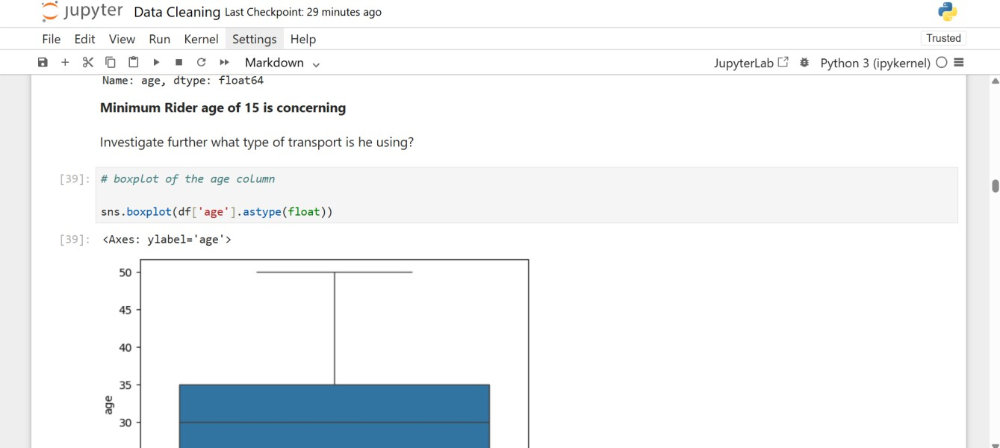 jupyter Data Cleaning Last Checkpoint: 29 minutes ago
File Edit View Run Kernel Settings Help Trusted
Markdown JupyterLab Python 3 (ipykernel)
Name: age, dtype: float64
Minimum Rider age of 15 is concerning
Investigate further what type of transport is he using?
[39]: # boxplot of the age column
sns.boxplot(df['age'].astype(float))
[39]: <Axes: ylabel='age'>
50
45
40
35
age
30